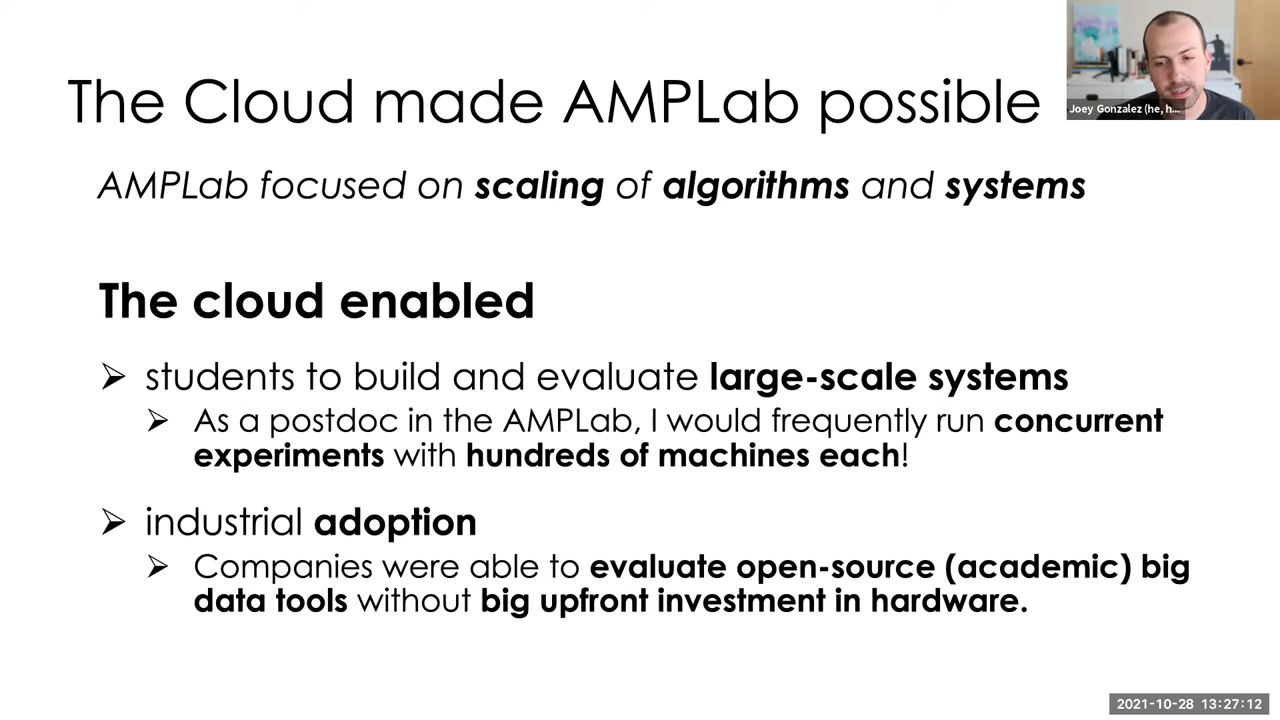 The Cloud made AMPLab possible
Joey Gonzalez (he, h...
AMPLab focused on scaling of algorithms and systems
The cloud enabled
➢ students to build and evaluate large-scale systems
➢ As a postdoc in the AMPLab, I would frequently run concurrent
experiments with hundreds of machines each!
➢ industrial adoption
➢ Companies were able to evaluate open-source (academic) big
data tools without big upfront investment in hardware.
2021-10-28 13:27:12